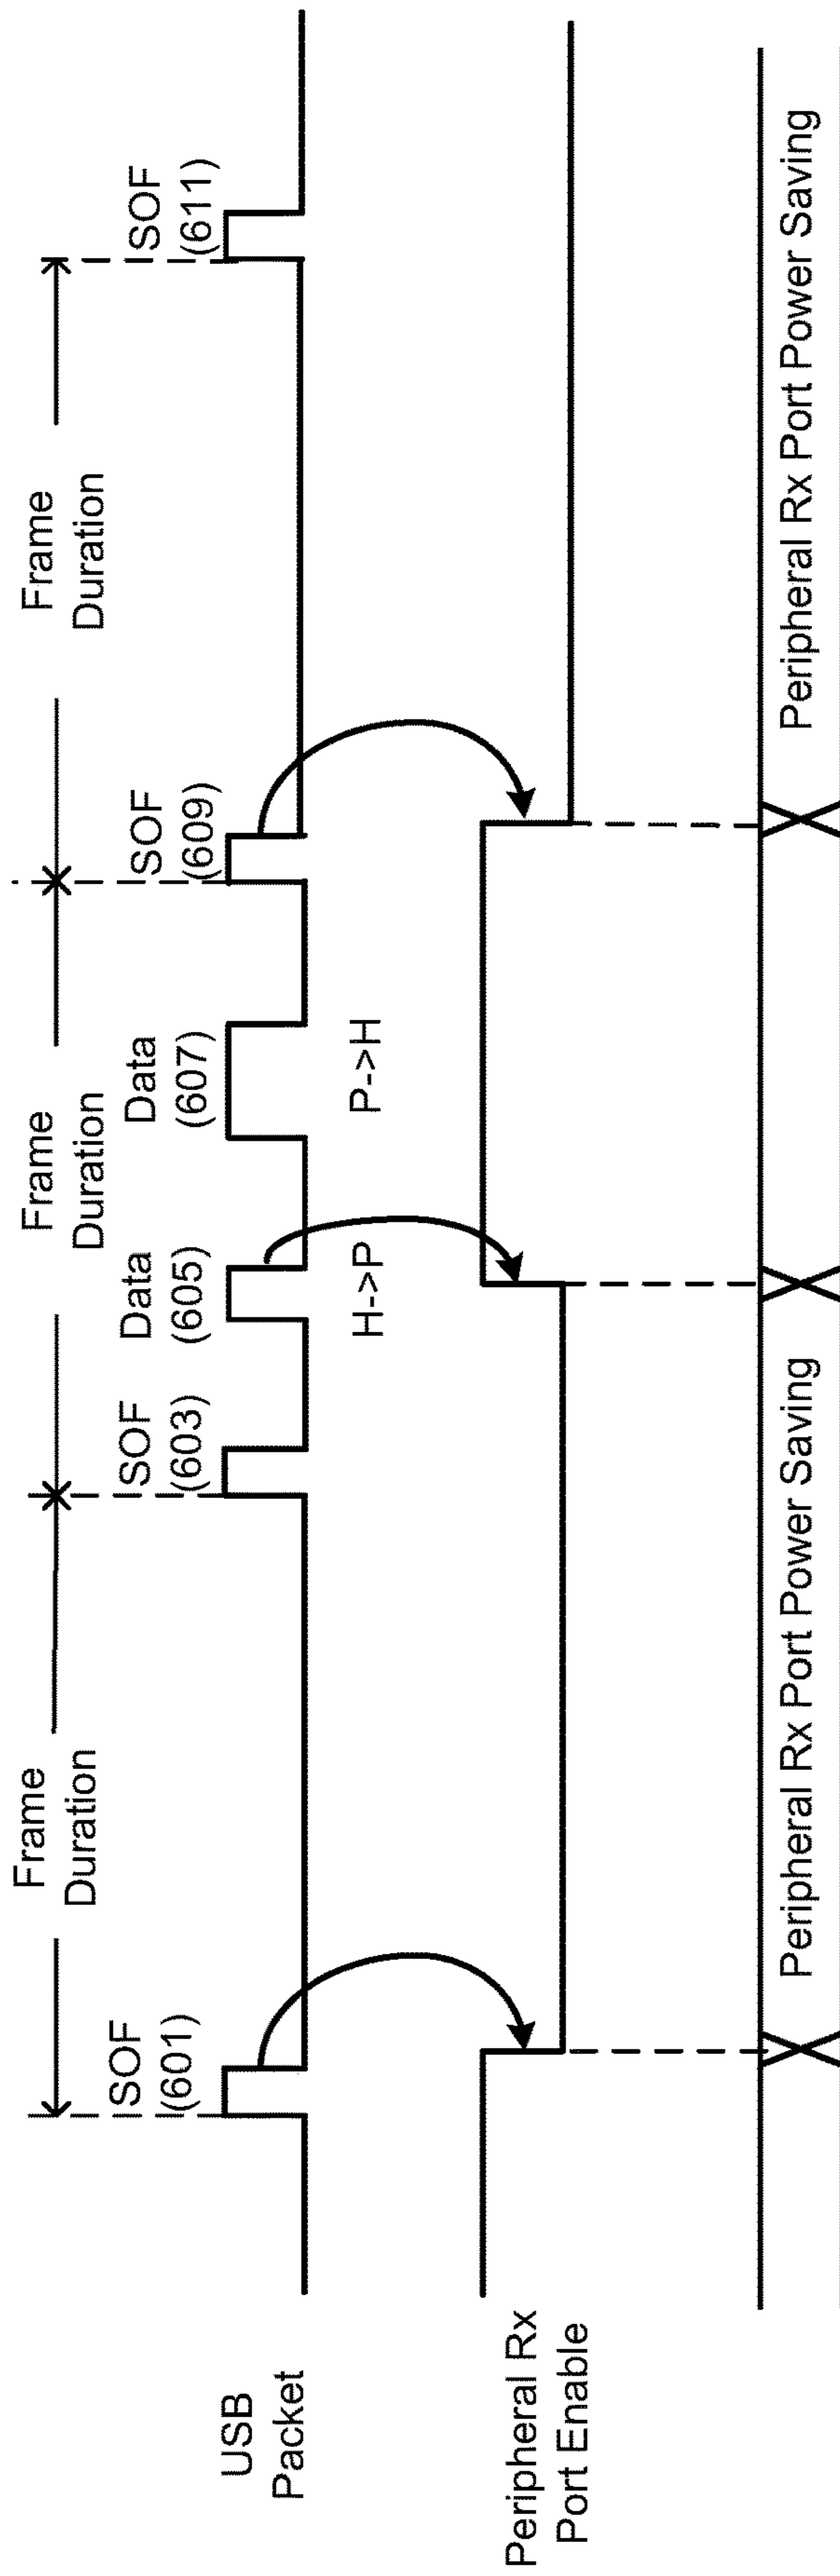 Frame
Duration
Frame
Duration
Frame
Duration
SOF
(601)
SOF
(603)
Data
(605)
Data
(607)
SOF
(609)
SOF
(611)
USB
Packet
H->P
P->H
Peripheral Rx
Port Enable
Peripheral Rx Port Power Saving
Peripheral Rx Port Power Saving